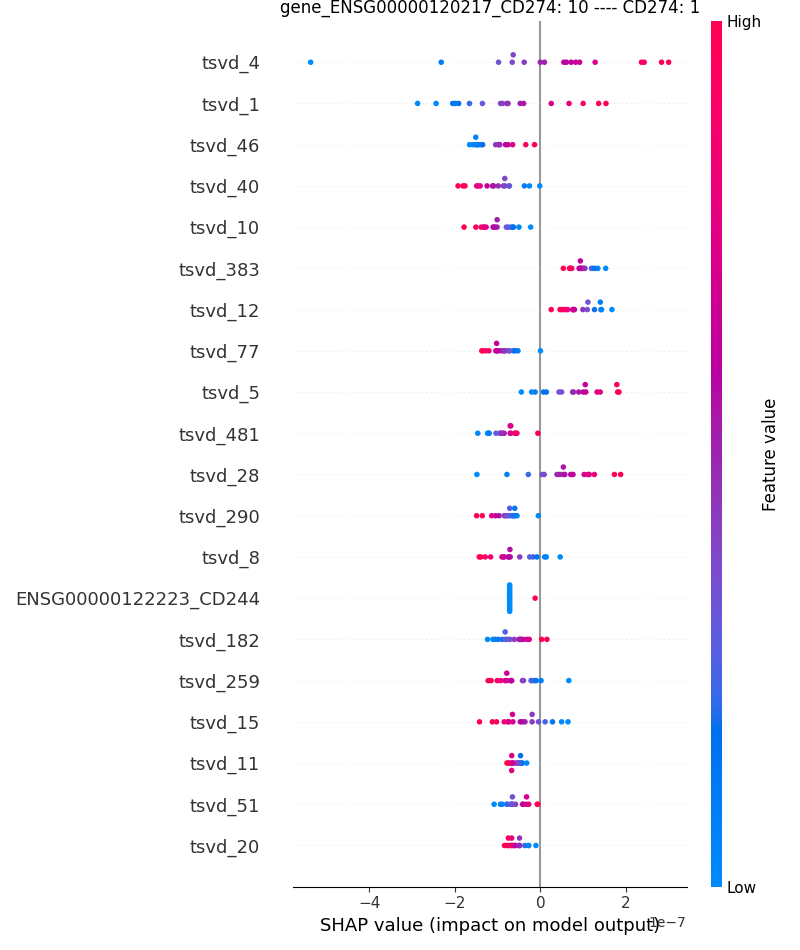 gene_ENSG00000120217_CD274: 10 ---- CD274: 1
High
tsvd_4
tsvd_1
tsvd_46
tsvd_40
tsvd_10
tsvd_383
tsvd_12
tsvd_77
tsvd_5
tsvd_481
tsvd_28
tsvd_290
tsvd_8
ENSG00000122223_CD244
tsvd_182
tsvd_259
tsvd_15
tsvd_11
tsvd_51
tsvd_20
Feature value
Low
−4 −2 0 2
1e−7
SHAP value (impact on model output)